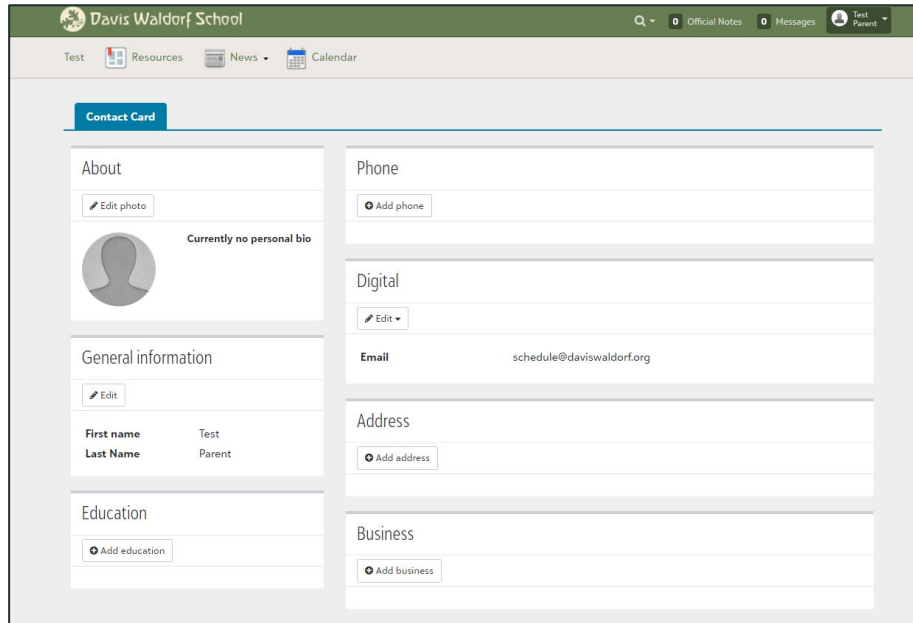 Davis Waldorf School
0 Official Notes 0 Messages Test Parent
Test Resources News Calendar
Contact Card
About
Edit photo
Currently no personal bio
General information
Edit
First name Test
Last Name Parent
Education
Add education
Phone
Add phone
Digital
Edit
Email schedule@daviswaldorf.org
Address
Add address
Business
Add business